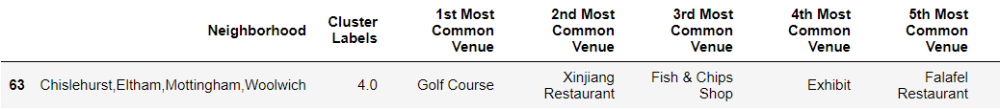 Neighborhood Cluster Labels 1st Most Common Venue 2nd Most Common Venue 3rd Most Common Venue 4th Most Common Venue 5th Most Common Venue
63 Chislehurst,Eltham,Mottingham,Woolwich 4.0 Golf Course Xinjiang Restaurant Fish & Chips Shop Exhibit Falafel Restaurant